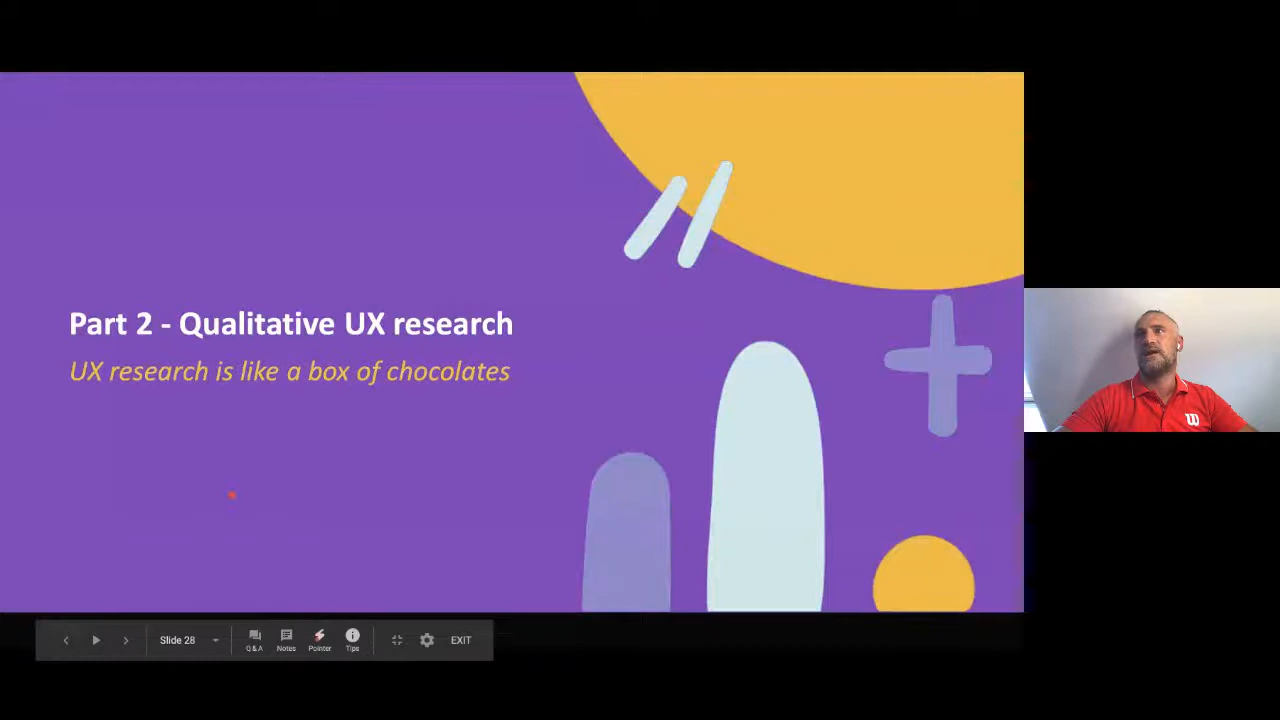 Part 2 - Qualitative UX research
UX research is like a box of chocolates
W
Slide 28
Q & A
Notes
Pointer
Tips
EXIT